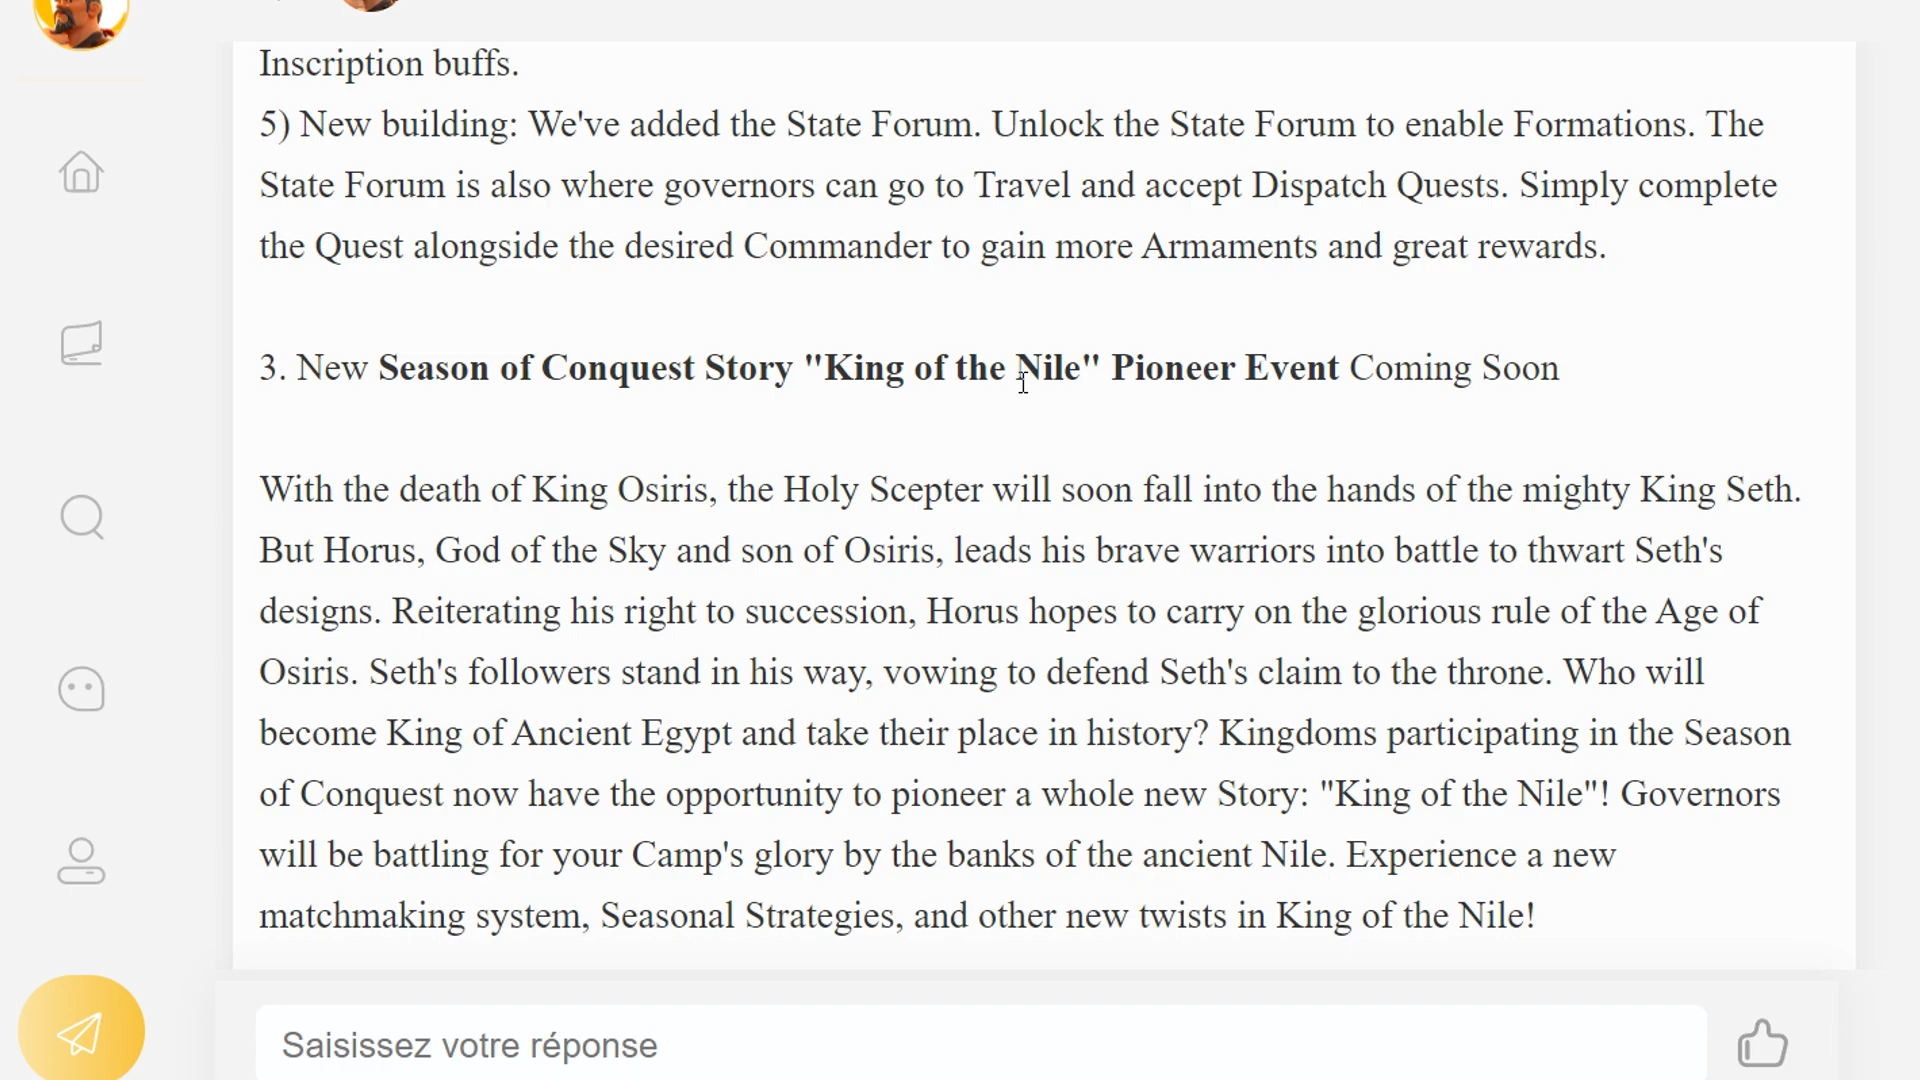 Inscription buffs.
5) New building: We've added the State Forum. Unlock the State Forum to enable Formations. The
State Forum is also where governors can go to Travel and accept Dispatch Quests. Simply complete
the Quest alongside the desired Commander to gain more Armaments and great rewards.
3. New Season of Conquest Story "King of the Nile" Pioneer Event Coming Soon
With the death of King Osiris, the Holy Scepter will soon fall into the hands of the mighty King Seth.
But Horus, God of the Sky and son of Osiris, leads his brave warriors into battle to thwart Seth's
designs. Reiterating his right to succession, Horus hopes to carry on the glorious rule of the Age of
Osiris. Seth's followers stand in his way, vowing to defend Seth's claim to the throne. Who will
become King of Ancient Egypt and take their place in history? Kingdoms participating in the Season
of Conquest now have the opportunity to pioneer a whole new Story: "King of the Nile"! Governors
will be battling for your Camp's glory by the banks of the ancient Nile. Experience a new
matchmaking system, Seasonal Strategies, and other new twists in King of the Nile!
Saisissez votre réponse